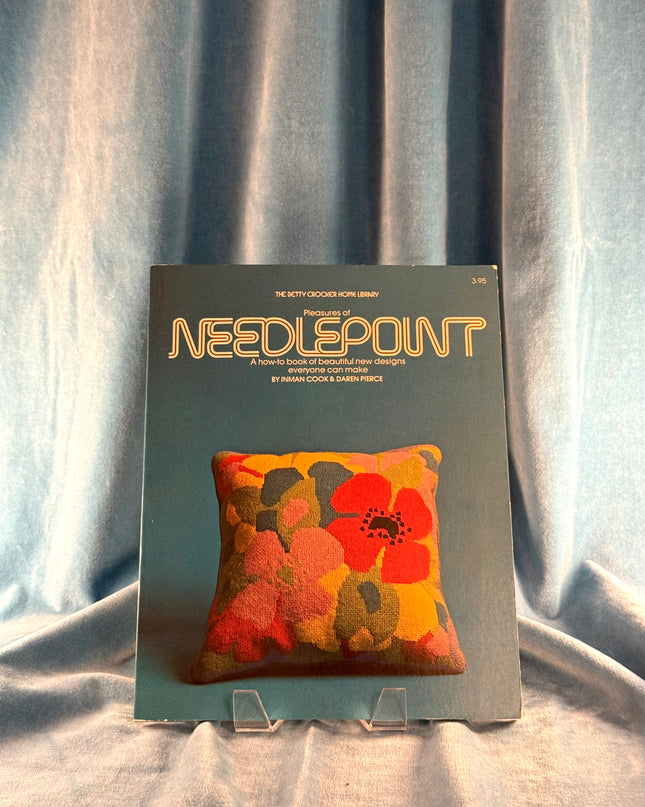 THE BETTY CROCKER HOME LIBRARY
3.95
Pleasures of
NEEDLEPOINT
A how-to book of beautiful new designs
everyone can make
BY INMAN COOK & DAREN PIERCE